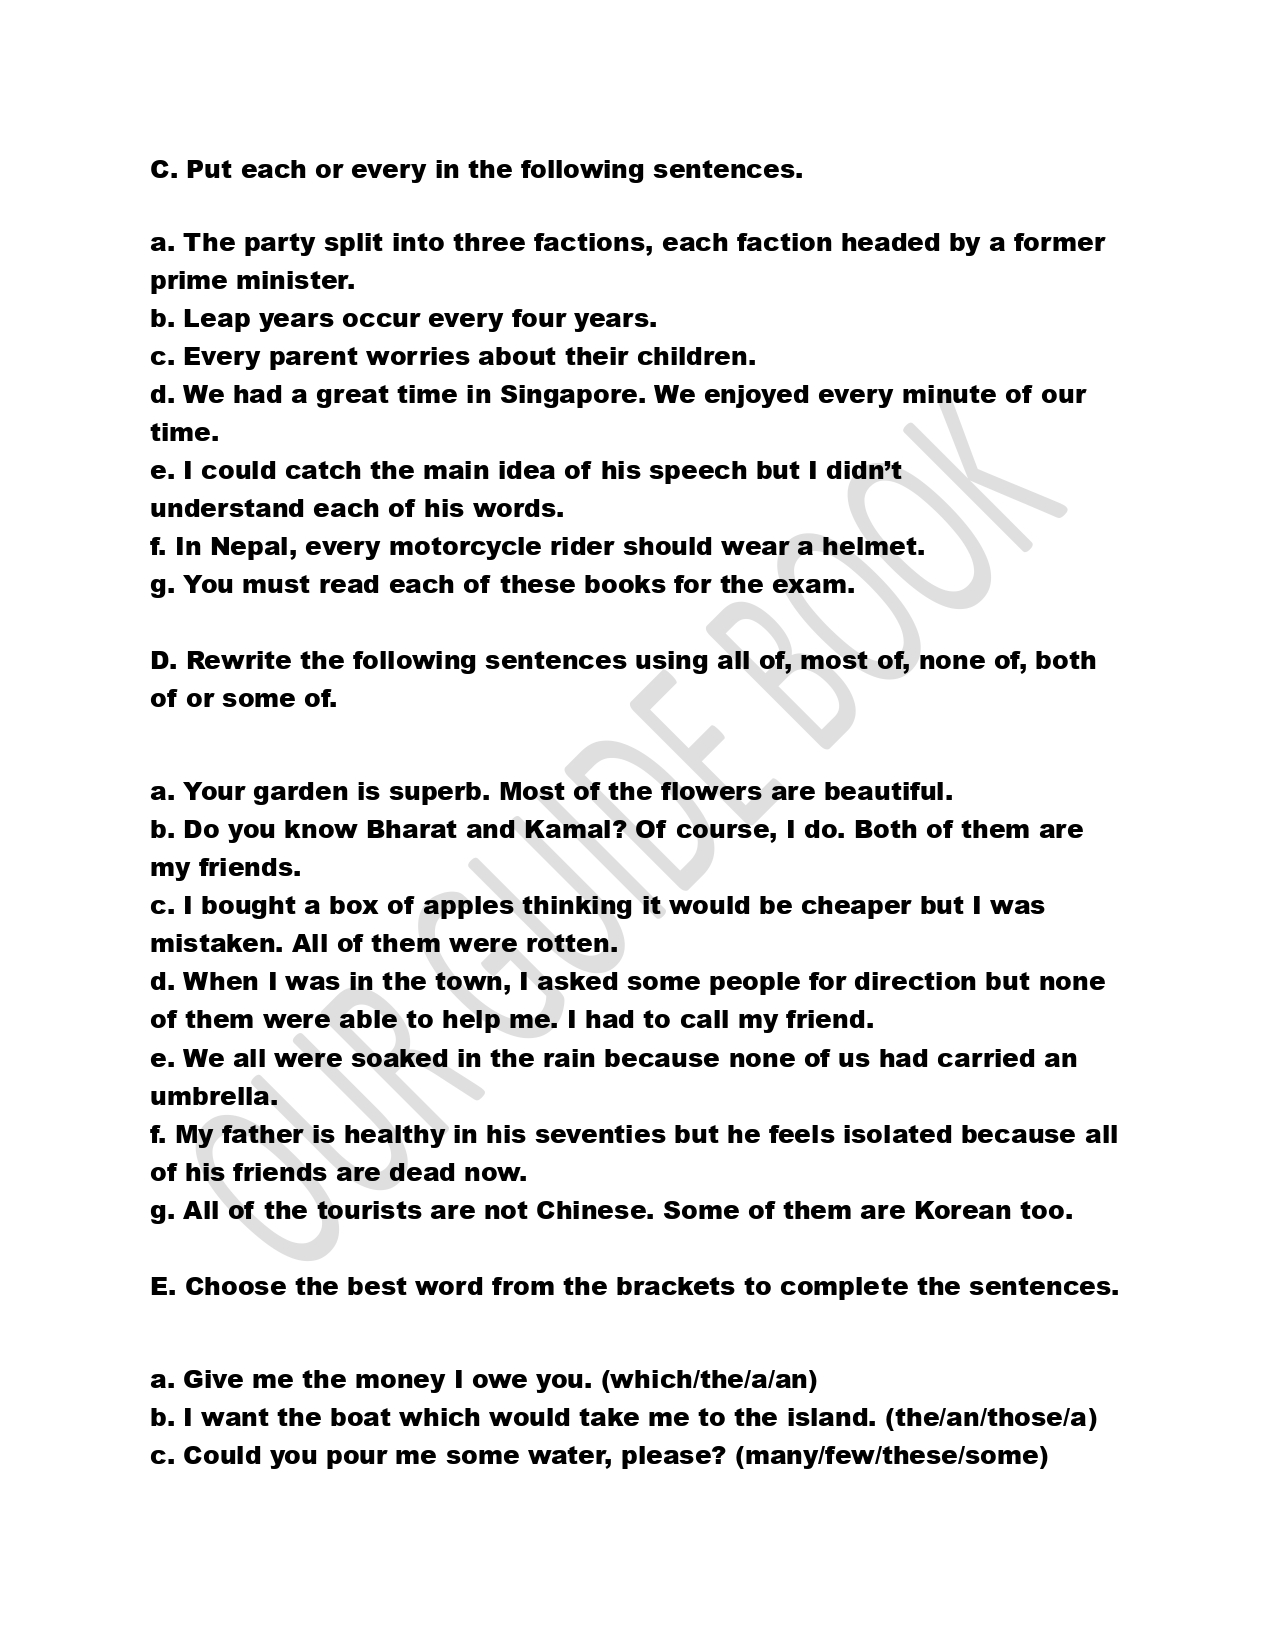 C. Put each or every in the following sentences.
a. The party split into three factions, each faction headed by a former
prime minister.
b. Leap years occur every four years.
c. Every parent worries about their children.
d. We had a great time in Singapore. We enjoyed every minute of our
time.
e. I could catch the main idea of his speech but I didn’t
understand each of his words.
f. In Nepal, every motorcycle rider should wear a helmet.
g. You must read each of these books for the exam.
D. Rewrite the following sentences using all of, most of, none of, both
of or some of.
a. Your garden is superb. Most of the flowers are beautiful.
b. Do you know Bharat and Kamal? Of course, I do. Both of them are
my friends.
c. I bought a box of apples thinking it would be cheaper but I was
mistaken. All of them were rotten.
d. When I was in the town, I asked some people for direction but none
of them were able to help me. I had to call my friend.
e. We all were soaked in the rain because none of us had carried an
umbrella.
f. My father is healthy in his seventies but he feels isolated because all
of his friends are dead now.
g. All of the tourists are not Chinese. Some of them are Korean too.
E. Choose the best word from the brackets to complete the sentences.
a. Give me the money I owe you. (which/the/a/an)
b. I want the boat which would take me to the island. (the/an/those/a)
c. Could you pour me some water, please? (many/few/these/some)
OUR GUIDE BOOK